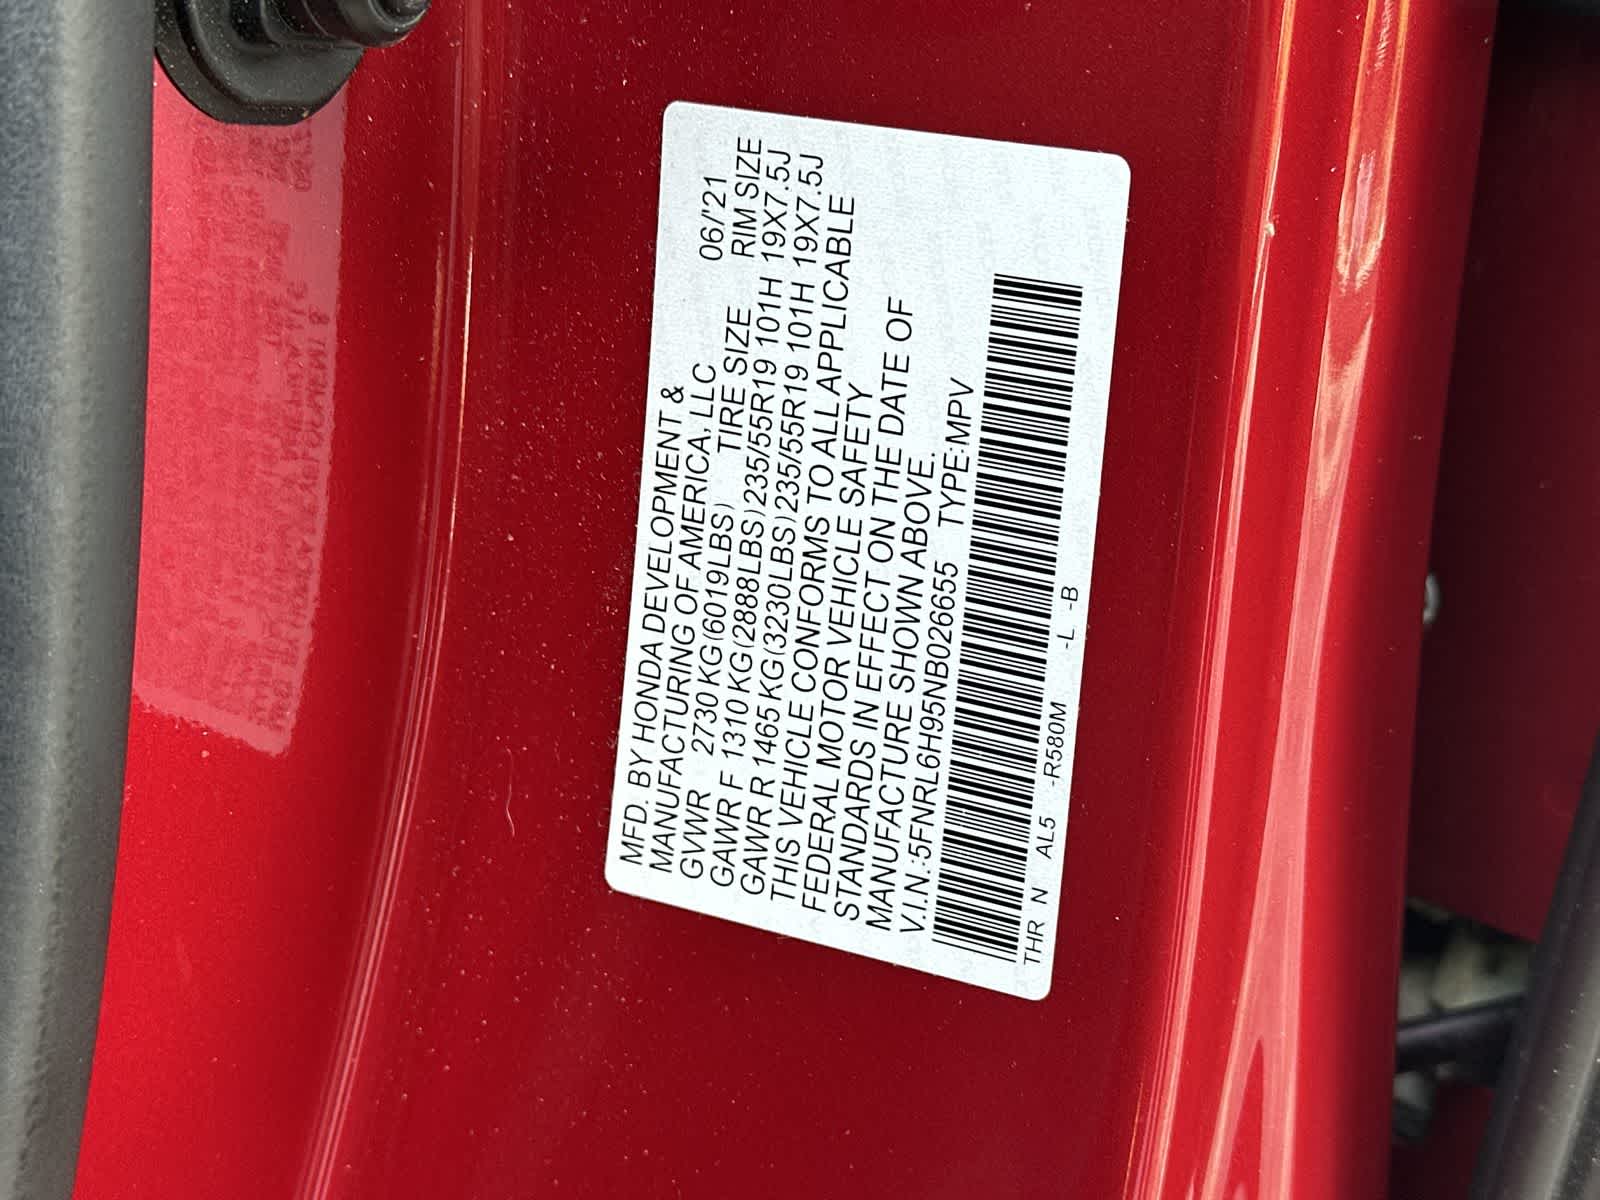 MFD. BY HONDA DEVELOPMENT &
MANUFACTURING OF AMERICA, LLC 06/'21
GVWR 2730 KG(6019LBS) TIRE SIZE RIM SIZE
GAWR F 1310 KG(2888LBS) 235/55R19 101H 19X7.5J
GAWR R 1465 KG(3230LBS) 235/55R19 101H 19X7.5J
THIS VEHICLE CONFORMS TO ALL APPLICABLE
FEDERAL MOTOR VEHICLE SAFETY
STANDARDS IN EFFECT ON THE DATE OF
MANUFACTURE SHOWN ABOVE.
V.I.N.:5FNRL6H95NB026655 TYPE:MPV
THR N AL5 -R580M -L -B